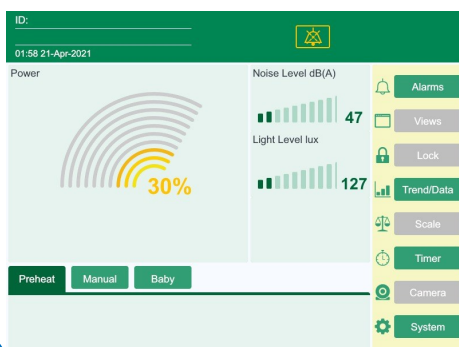 ID:
01:58 21-Apr-2021
Power
30%
Noise Level dB(A)
47
Light Level lux
127
Alarms
Views
Lock
Trend/Data
Scale
Timer
Camera
System
Preheat
Manual
Baby